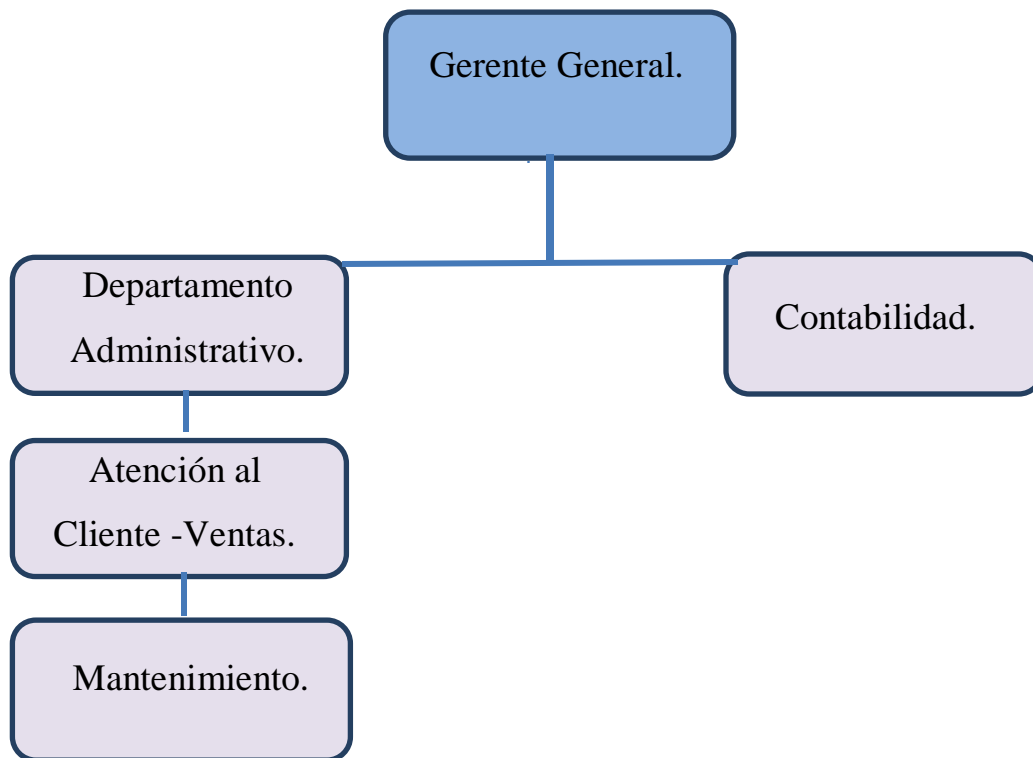 Gerente General.
Departamento
Administrativo.
Contabilidad.
Atención al
Cliente -Ventas.
Mantenimiento.